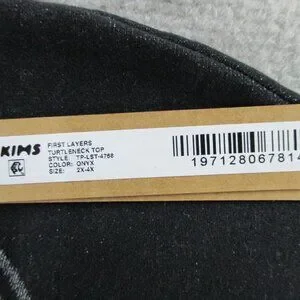 KIMS
FIRST LAYERS
TURTLENECK TOP
STYLE: TP-LST-4768
COLOR: ONYX
SIZE: 2X-4X
197128067814